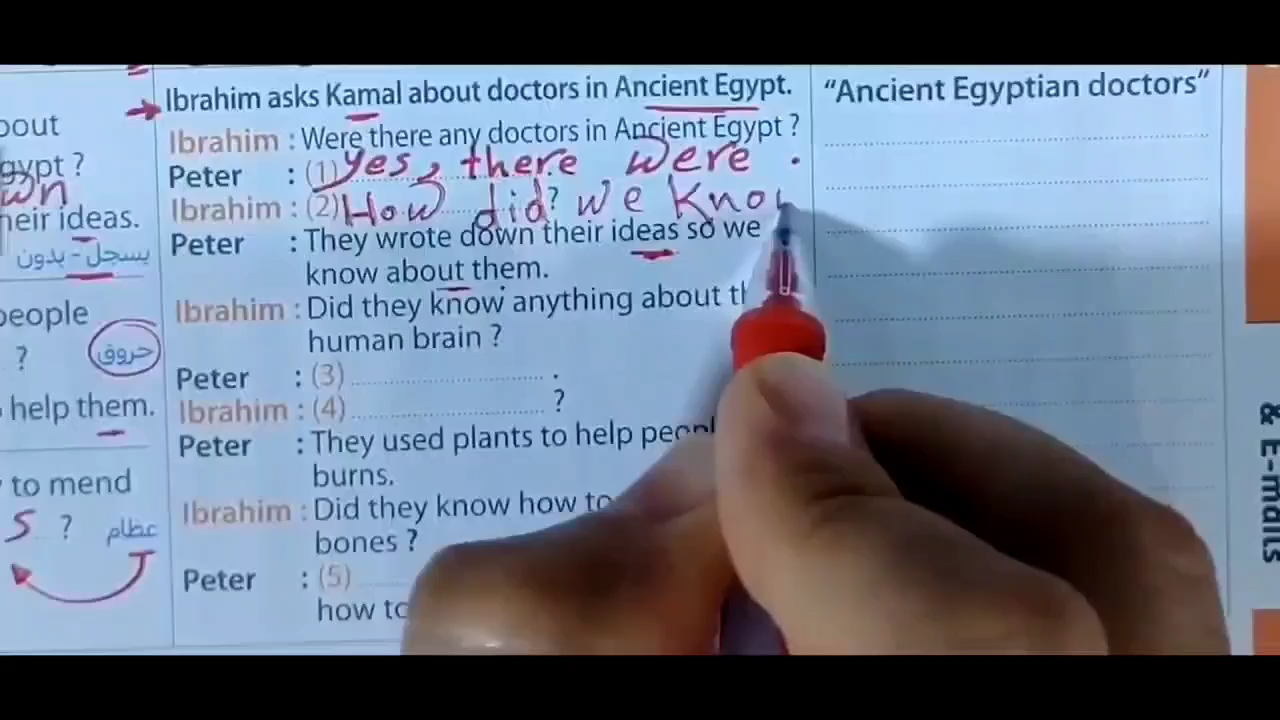 bout
gypt ?
wn
heir ideas.
يسجل - يدون
people
?
حروق
help them.
to mend
s ?
عظام
Ibrahim asks Kamal about doctors in Ancient Egypt.
Ibrahim : Were there any doctors in Ancient Egypt ?
Peter : (1) yes, there were .
Ibrahim : (2) How did we know ?
Peter : They wrote down their ideas so we
know about them.
Ibrahim : Did they know anything about th
human brain ?
Peter : (3) .
Ibrahim : (4) ?
Peter : They used plants to help peopl
burns.
Ibrahim : Did they know how to
bones ?
Peter : (5)
how to
"Ancient Egyptian doctors"
& E-mails